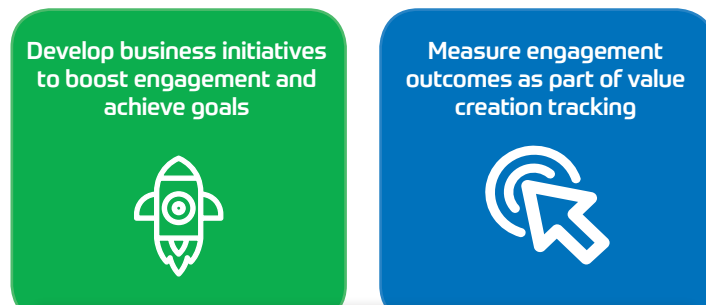 Develop business initiatives
to boost engagement and
achieve goals
Measure engagement
outcomes as part of value
creation tracking